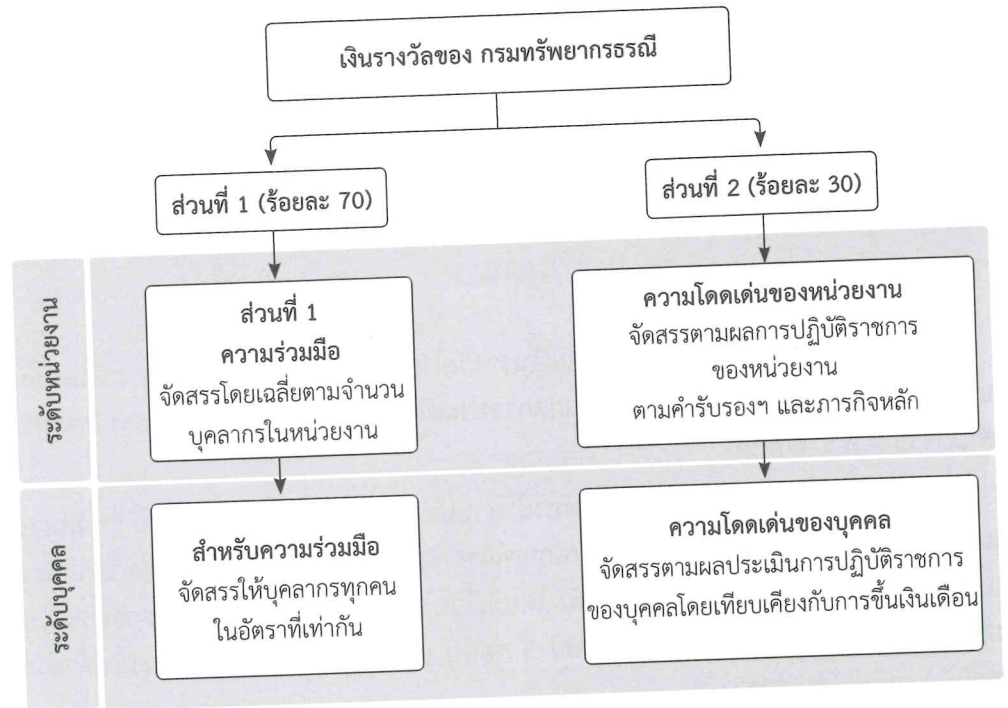 เงินรางวัลของ กรมทรัพยากรธรณี
ส่วนที่ 1 (ร้อยละ 70)
ส่วนที่ 2 (ร้อยละ 30)
ระดับหน่วยงาน
ส่วนที่ 1
ความร่วมมือ
จัดสรรโดยเฉลี่ยตามจำนวน
บุคลากรในหน่วยงาน
ความโดดเด่นของหน่วยงาน
จัดสรรตามผลการปฏิบัติราชการ
ของหน่วยงาน
ตามคำรับรองฯ และภารกิจหลัก
ระดับบุคคล
สำหรับความร่วมมือ
จัดสรรให้บุคลากรทุกคน
ในอัตราที่เท่ากัน
ความโดดเด่นของบุคคล
จัดสรรตามผลประเมินการปฏิบัติราชการ
ของบุคคลโดยเทียบเคียงกับการขึ้นเงินเดือน